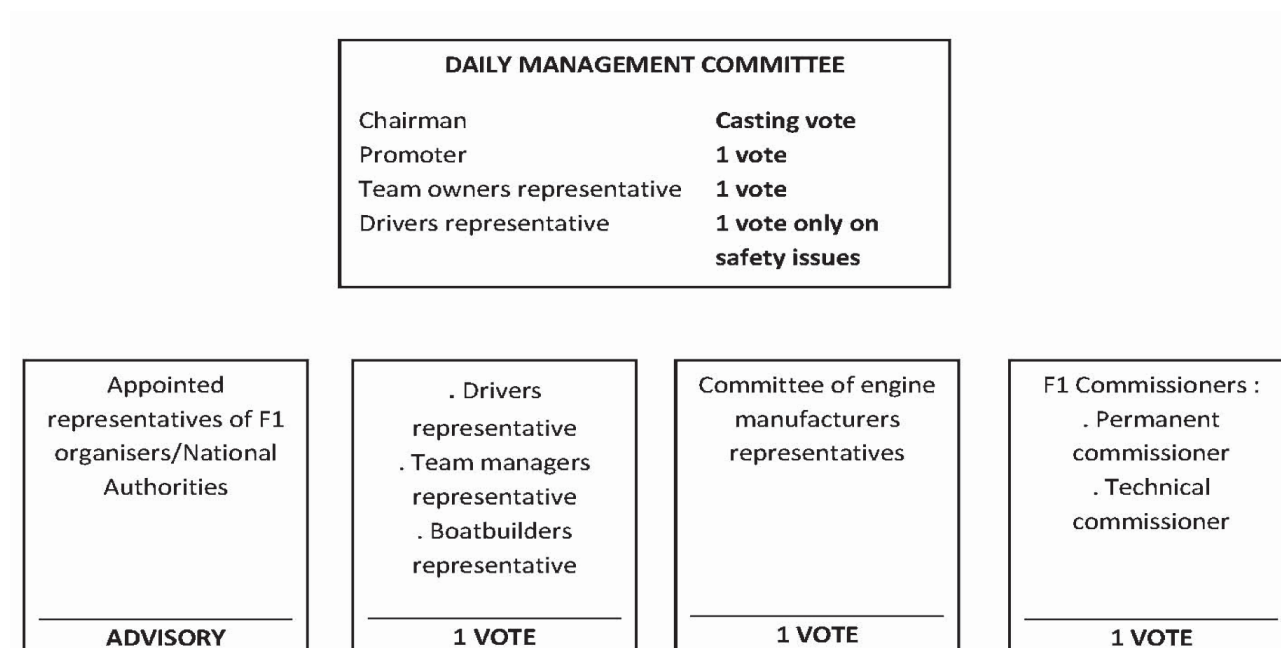 DAILY MANAGEMENT COMMITTEE
Chairman Casting vote
Promoter 1 vote
Team owners representative 1 vote
Drivers representative 1 vote only on
safety issues
Appointed
representatives of F1
organisers/National
Authorities
ADVISORY
. Drivers
representative
. Team managers
representative
. Boatbuilders
representative
1 VOTE
Committee of engine
manufacturers
representatives
1 VOTE
F1 Commissioners :
. Permanent
commissioner
. Technical
commissioner
1 VOTE